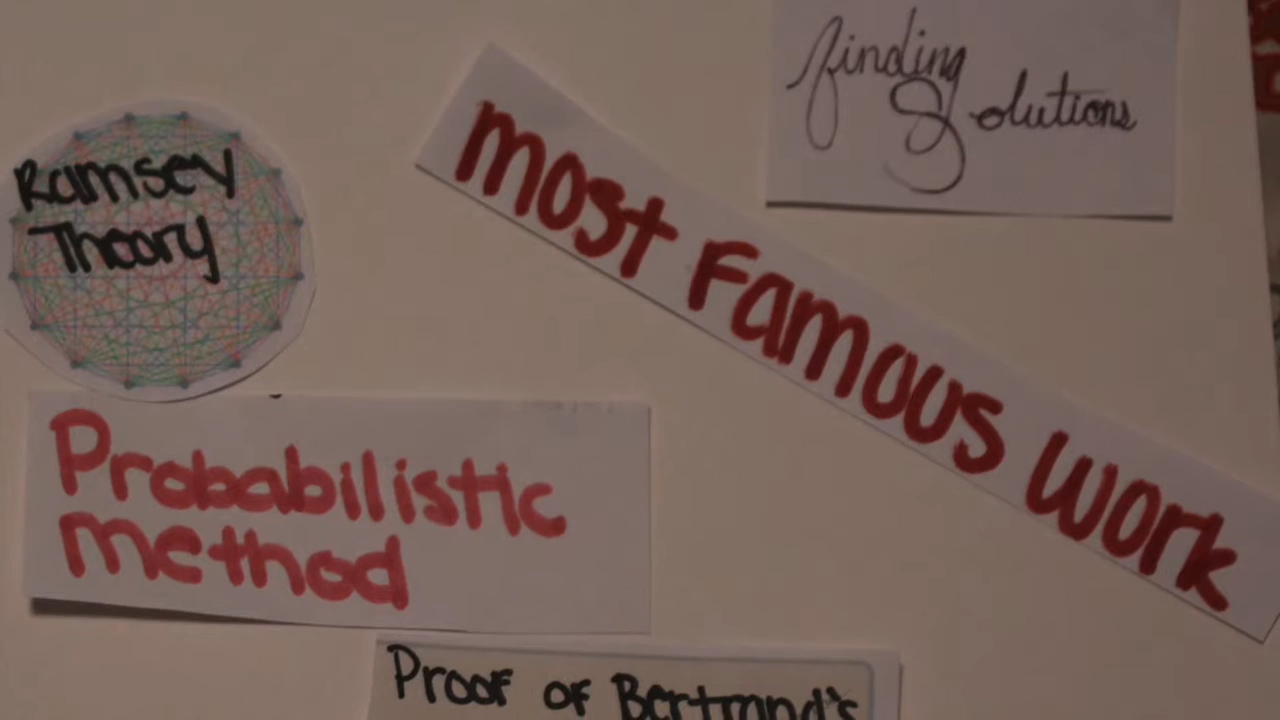 finding
Solutions
Most Famous Work
Ramsey
Theory
Probabilistic
method
Proof of Bertrand's